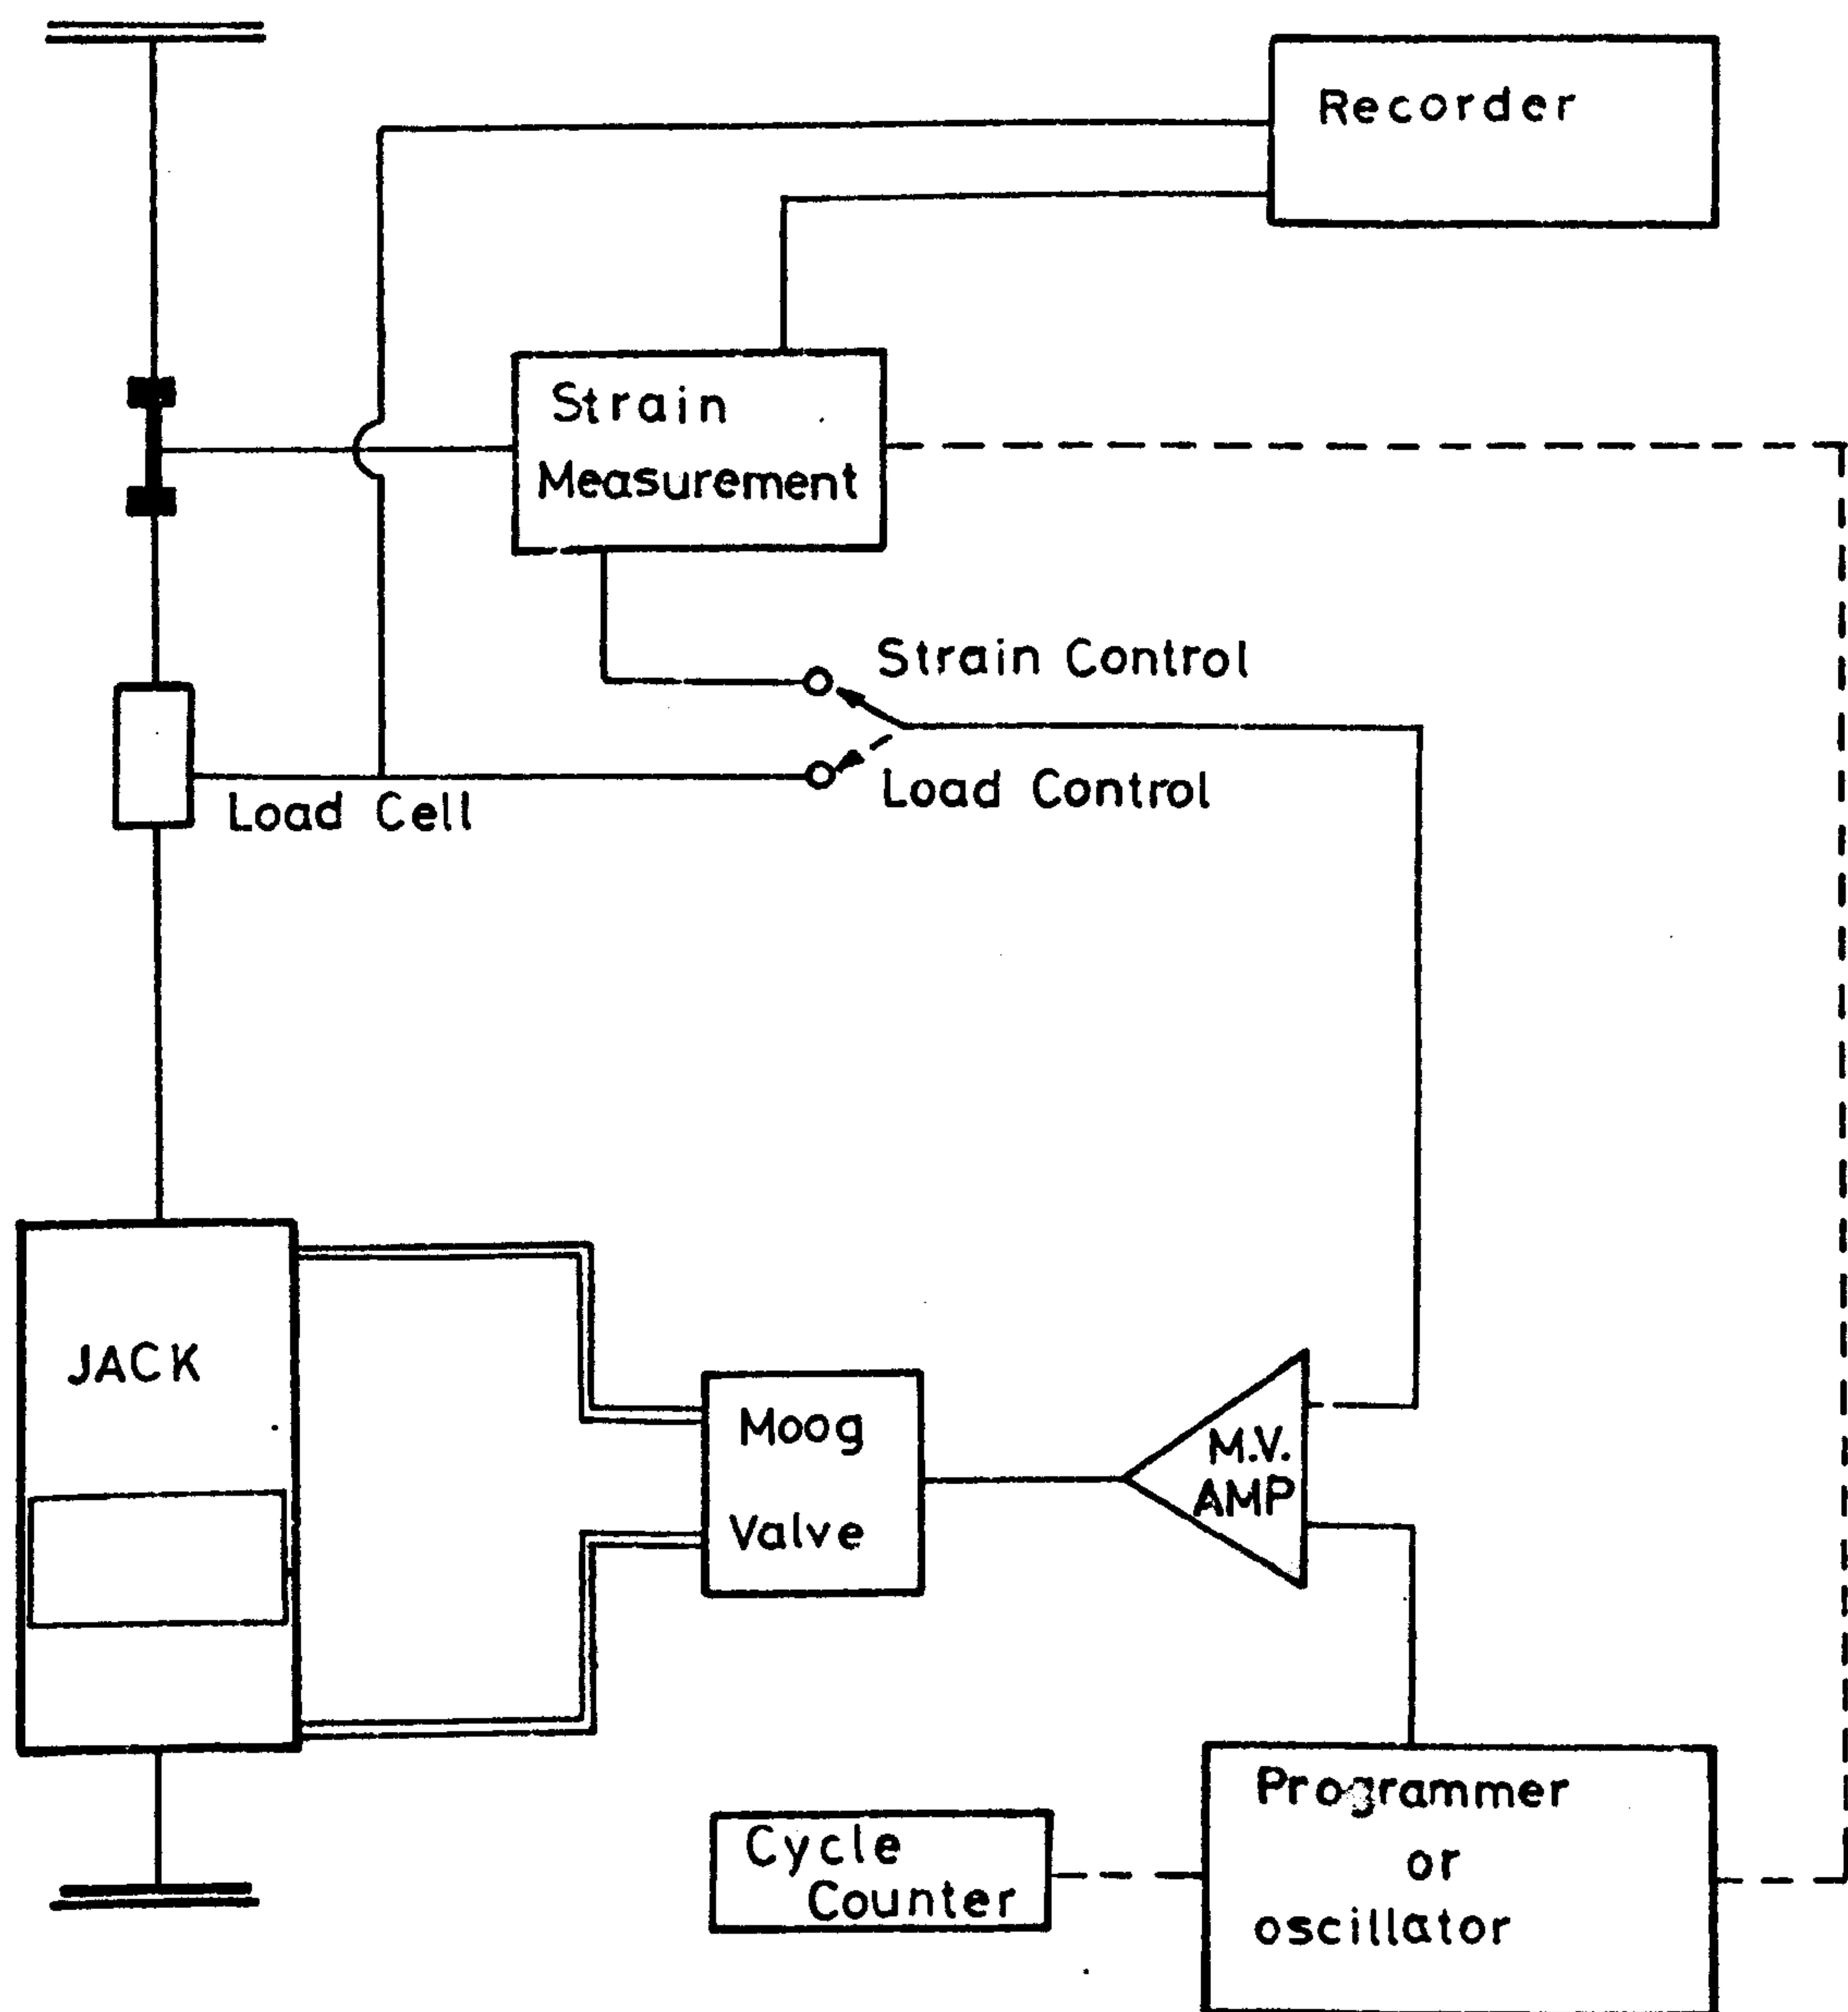 Recorder
Strain
Measurement
Strain Control
Load Control
Load Cell
JACK
Moog
Valve
M.V.
AMP
Programmer
or
oscillator
Cycle
Counter